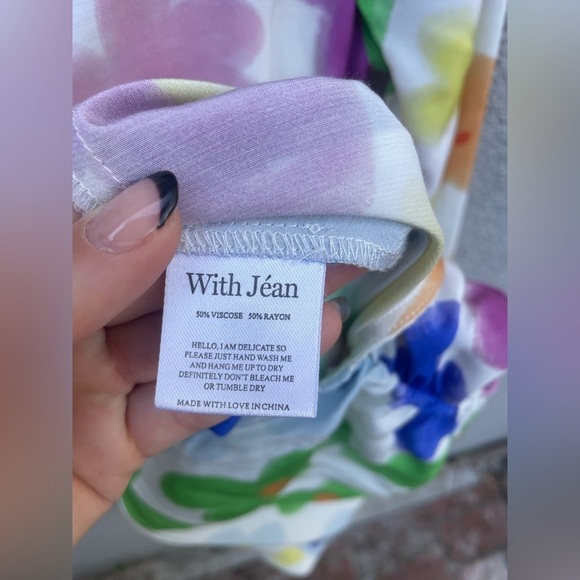 With Jéan
50% VISCOSE 50% RAYON
HELLO, I AM DELICATE SO
PLEASE JUST HAND WASH ME
AND HANG ME UP TO DRY
DEFINITELY DON'T BLEACH ME
OR TUMBLE DRY
MADE WITH LOVE IN CHINA